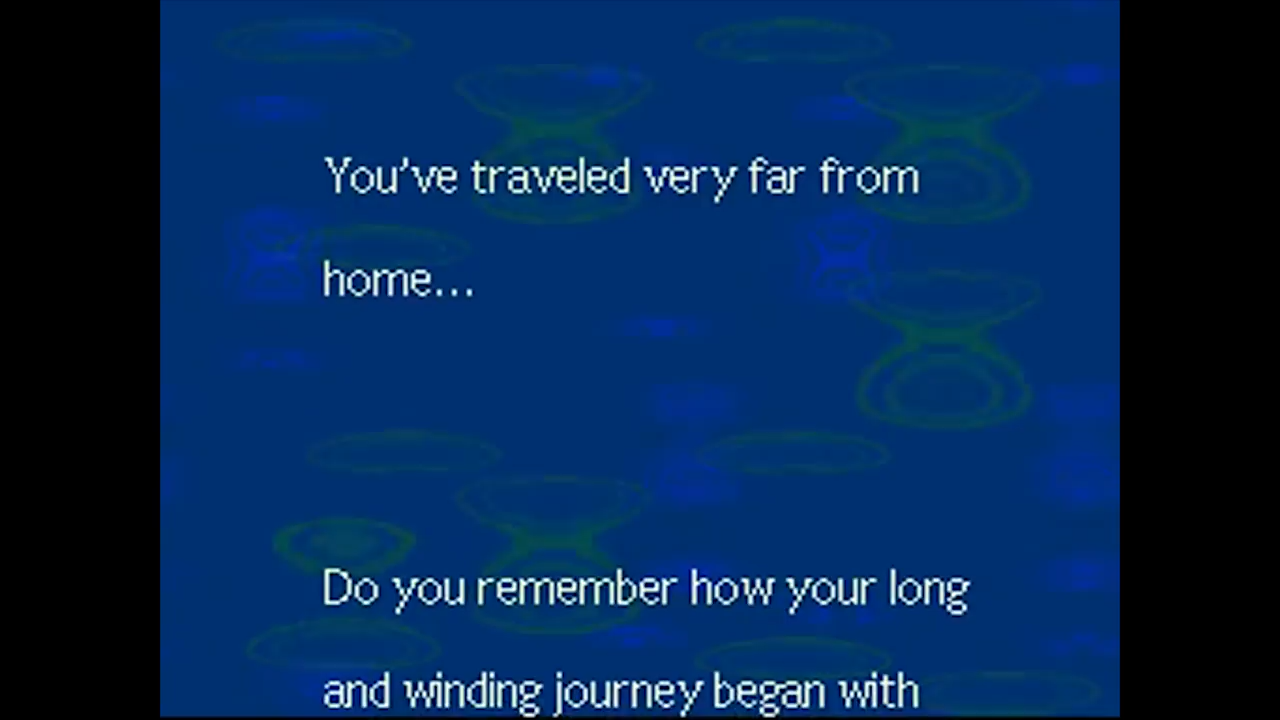 You've traveled very far from
home...
Do you remember how your long
and winding journey began with